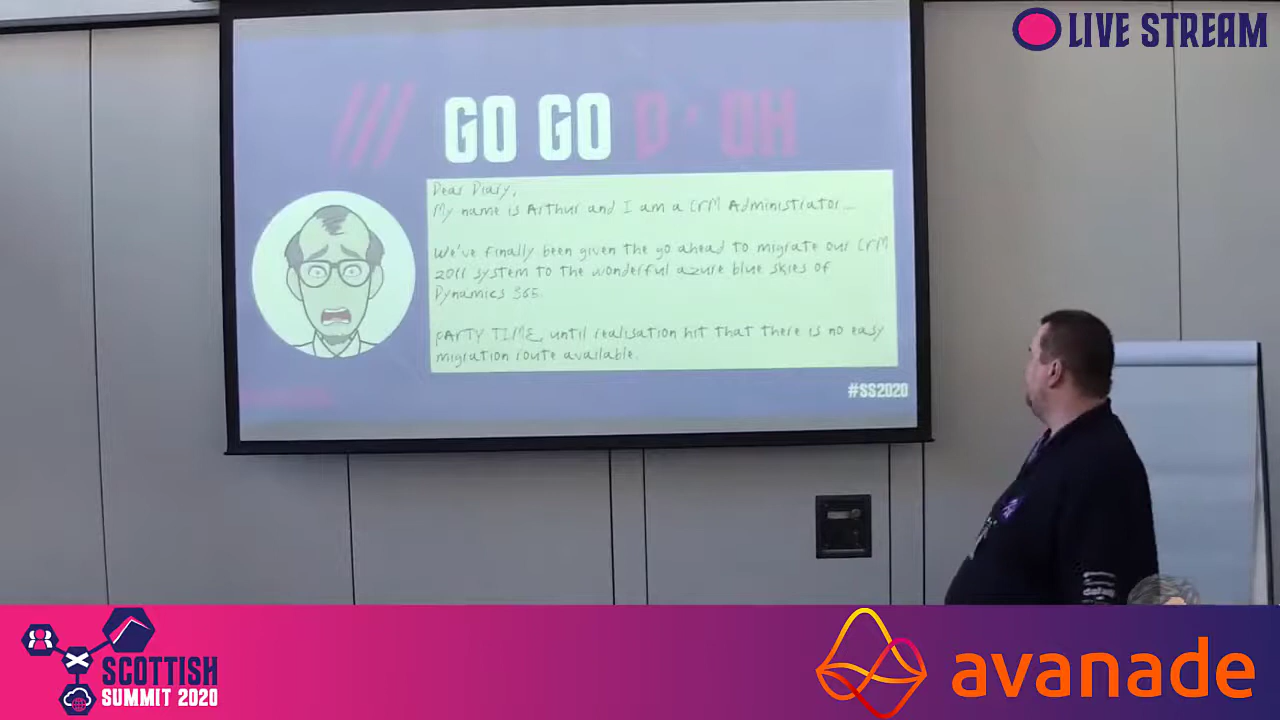 LIVE STREAM
/// GO GO D'OH
Dear Diary,
My name is Arthur and I am a CRM Administrator...
We've finally been given the go ahead to migrate our CRM
2011 system to the wonderful azure blue skies of
Dynamics 365.
PARTY TIME, until realisation hit that there is no easy
migration route available.
#SS2020
SCOTTISH
SUMMIT 2020
avanade